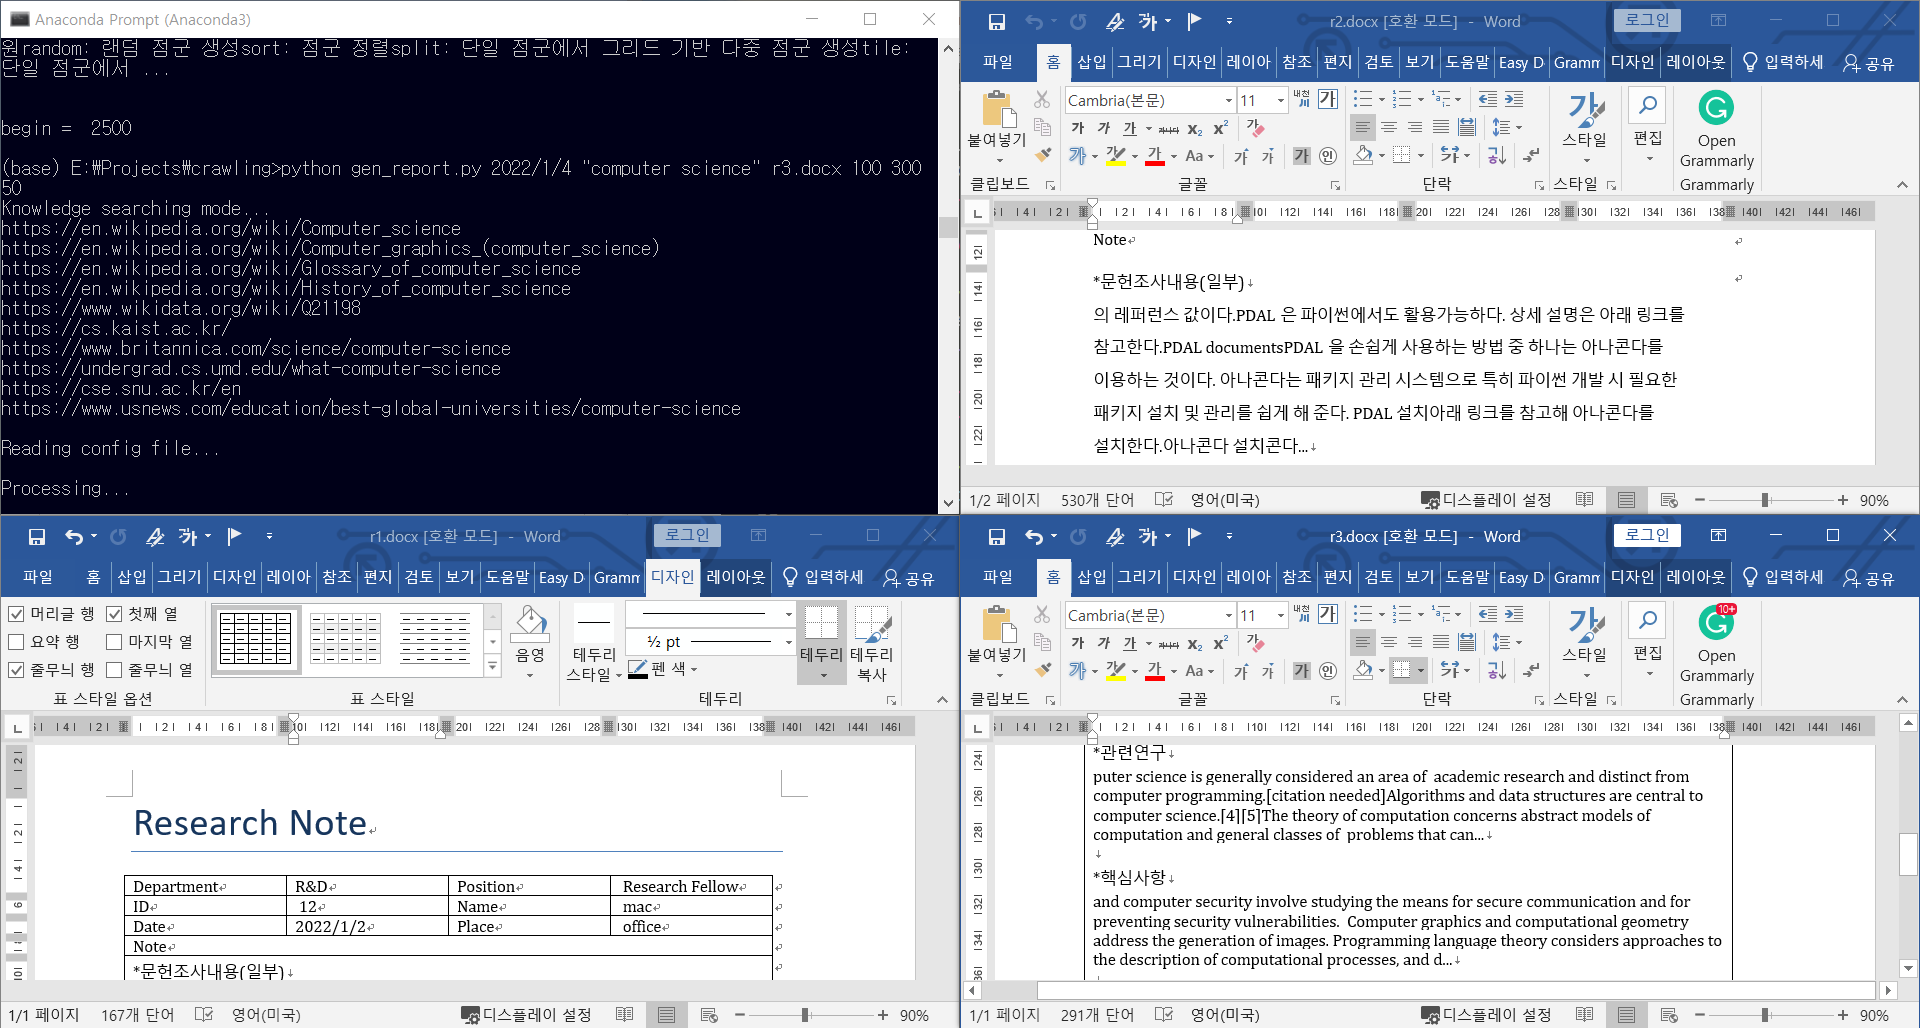 Anaconda Prompt (Anaconda3)
원random: 랜덤 점군 생성sort: 점군 정렬split: 단일 점군에서 그리드 기반 다중 점군 생성tile:
단일 점군에서 ...
begin =  2500
(base) E:₩Projects₩crawling>python gen_report.py 2022/1/4 "computer science" r3.docx 100 300
50
Knowledge searching mode...
https://en.wikipedia.org/wiki/Computer_science
https://en.wikipedia.org/wiki/Computer_graphics_(computer_science)
https://en.wikipedia.org/wiki/Glossary_of_computer_science
https://en.wikipedia.org/wiki/History_of_computer_science
https://www.wikidata.org/wiki/Q21198
https://cs.kaist.ac.kr/
https://www.britannica.com/science/computer-science
https://undergrad.cs.umd.edu/what-computer-science
https://cse.snu.ac.kr/en
https://www.usnews.com/education/best-global-universities/computer-science
Reading config file...
Processing...
r2.docx [호환 모드] - Word 로그인
파일 홈 삽입 그리기 디자인 레이아 참조 편지 검토 보기 도움말 Easy D Gramm 디자인 레이아웃 입력하세 공유
붙여넣기 Cambria(본문) 11 스타일 편집 Open Grammarly
클립보드 글꼴 단락 스타일 Grammarly
Note
*문헌조사내용(일부)
의 레퍼런스 값이다.PDAL 은 파이썬에서도 활용가능하다. 상세 설명은 아래 링크를
참고한다.PDAL documentsPDAL 을 손쉽게 사용하는 방법 중 하나는 아나콘다를
이용하는 것이다. 아나콘다는 패키지 관리 시스템으로 특히 파이썬 개발 시 필요한
패키지 설치 및 관리를 쉽게 해 준다. PDAL 설치아래 링크를 참고해 아나콘다를
설치한다.아나콘다 설치콘다...
1/2 페이지 530개 단어 영어(미국) 디스플레이 설정 90%
r1.docx [호환 모드] - Word 로그인
파일 홈 삽입 그리기 디자인 레이아 참조 편지 검토 보기 도움말 Easy D Gramm 디자인 레이아웃 입력하세 공유
머리글 행 첫째 열
요약 행 마지막 열
줄무늬 행 줄무늬 열
음영 테두리 스타일 ½ pt 펜 색 테두리 테두리 복사
표 스타일 옵션 표 스타일 테두리
Research Note
Department R&D Position Research Fellow
ID 12 Name mac
Date 2022/1/2 Place office
Note
*문헌조사내용(일부)
1/1 페이지 167개 단어 영어(미국) 디스플레이 설정 90%
r3.docx [호환 모드] - Word 로그인
파일 홈 삽입 그리기 디자인 레이아 참조 편지 검토 보기 도움말 Easy D Gramm 디자인 레이아웃 입력하세 공유
붙여넣기 Cambria(본문) 11 스타일 편집 10+ Open Grammarly
클립보드 글꼴 단락 스타일 Grammarly
*관련연구
puter science is generally considered an area of academic research and distinct from
computer programming.[citation needed]Algorithms and data structures are central to
computer science.[4][5]The theory of computation concerns abstract models of
computation and general classes of problems that can...
*핵심사항
and computer security involve studying the means for secure communication and for
preventing security vulnerabilities. Computer graphics and computational geometry
address the generation of images. Programming language theory considers approaches to
the description of computational processes, and d...
1/1 페이지 291개 단어 영어(미국) 디스플레이 설정 90%